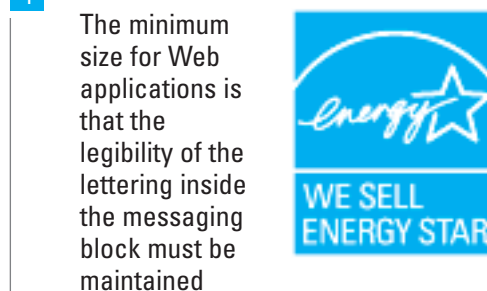 The minimum
size for Web
applications is
that the
legibility of the
lettering inside
the messaging
block must be
maintained
energy
WE SELL
ENERGY STAR